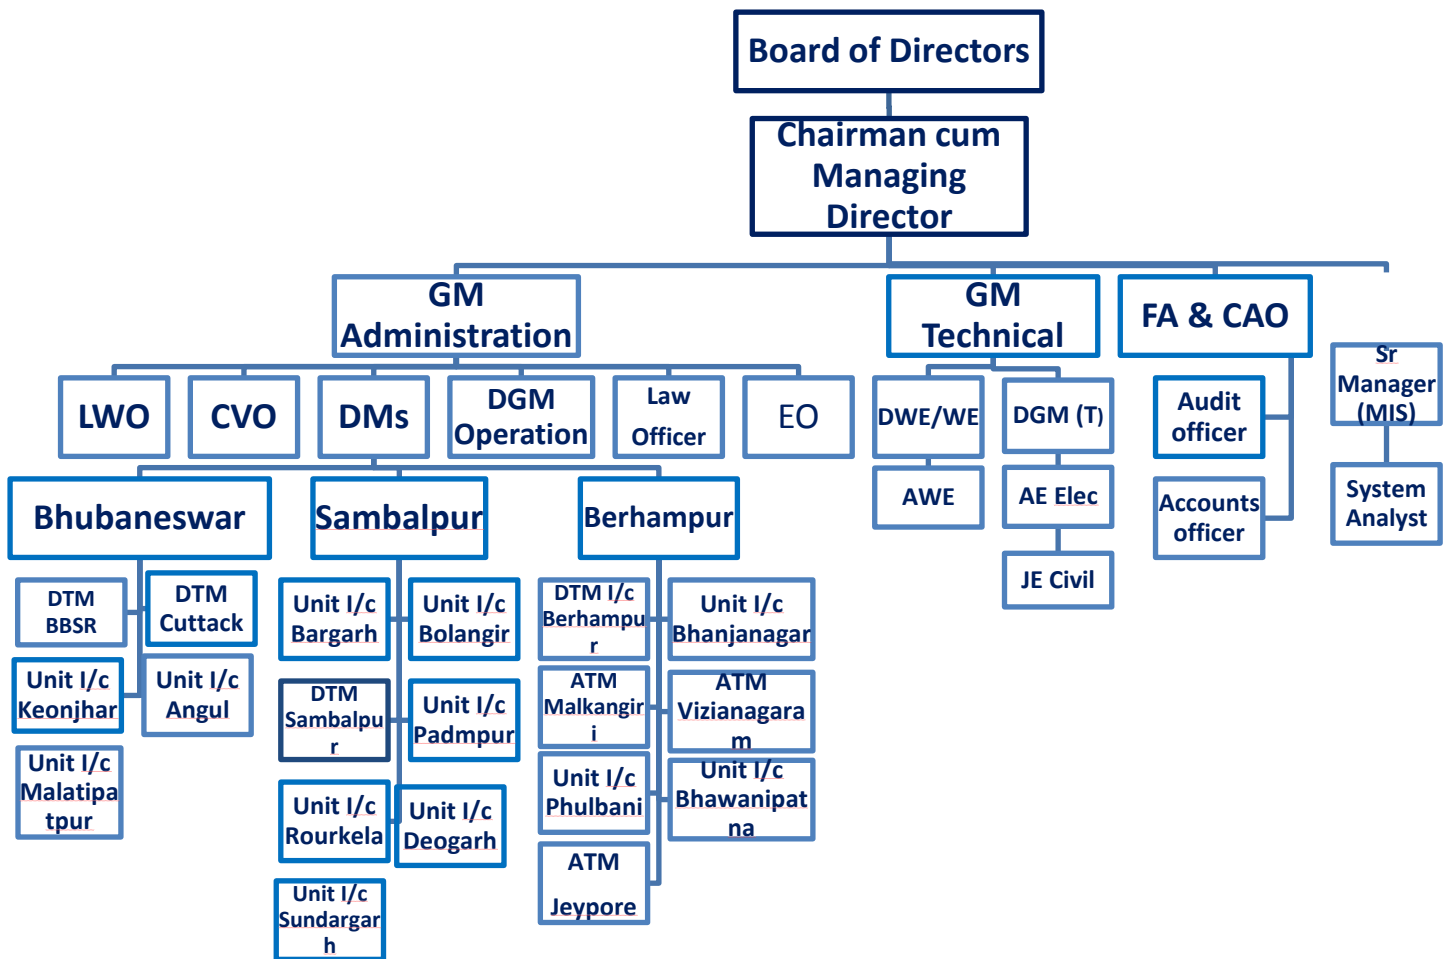 Board of Directors
Chairman cum
Managing
Director
GM
Administration
GM
Technical
FA & CAO
Sr
Manager
(MIS)
LWO
CVO
DMs
DGM
Operation
Law
Officer
EO
DWE/WE
DGM (T)
Audit
officer
AWE
AE Elec
Accounts
officer
System
Analyst
JE Civil
Bhubaneswar
Sambalpur
Berhampur
DTM
BBSR
DTM
Cuttack
Unit I/c
Keonjhar
Unit I/c
Angul
Unit I/c
Malatipa
tpur
Unit I/c
Bargarh
Unit I/c
Bolangir
DTM
Sambalpu
r
Unit I/c
Padmpur
Unit I/c
Rourkela
Unit I/c
Deogarh
Unit I/c
Sundargar
h
DTM I/c
Berhampu
r
Unit I/c
Bhanjanagar
ATM
Malkangir
i
ATM
Vizianagara
m
Unit I/c
Phulbani
Unit I/c
Bhawanipat
na
ATM
Jeypore